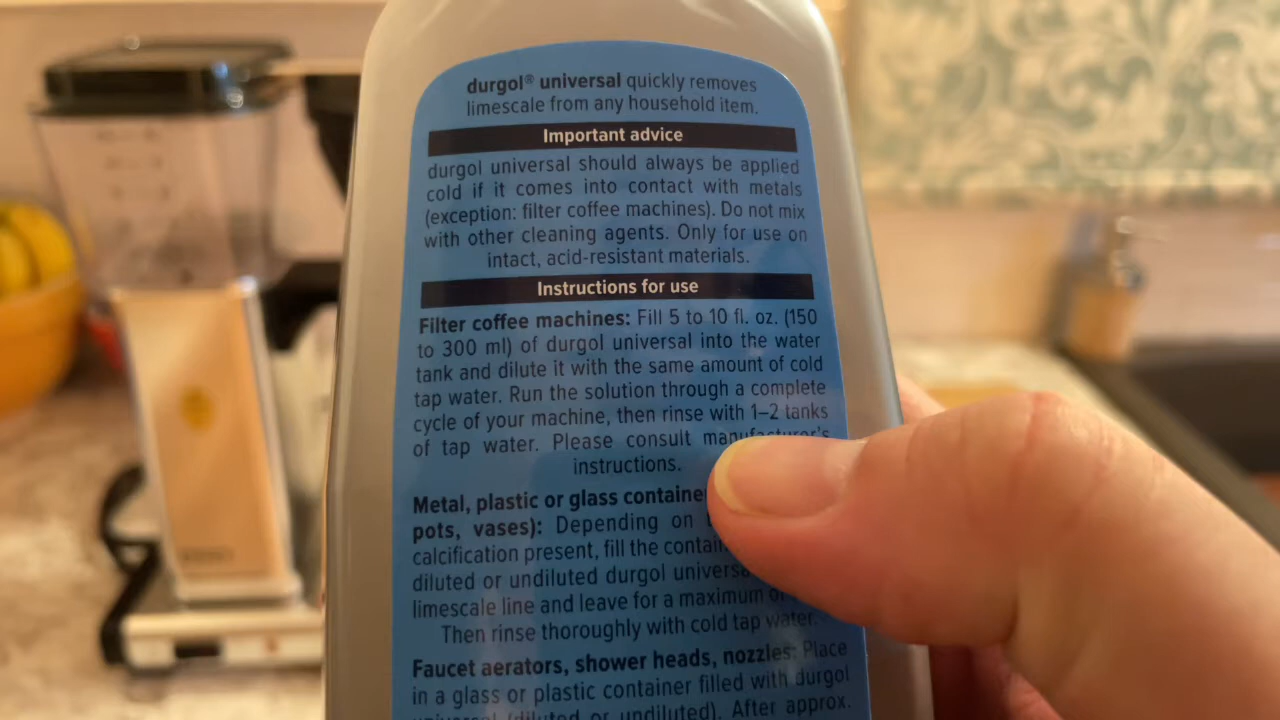 durgol® universal quickly removes
limescale from any household item.
Important advice
durgol universal should always be applied
cold if it comes into contact with metals
(exception: filter coffee machines). Do not mix
with other cleaning agents. Only for use on
intact, acid-resistant materials.
Instructions for use
Filter coffee machines: Fill 5 to 10 fl. oz. (150
to 300 ml) of durgol universal into the water
tank and dilute it with the same amount of cold
tap water. Run the solution through a complete
cycle of your machine, then rinse with 1–2 tanks
of tap water. Please consult manufacturer's
instructions.
Metal, plastic or glass
pots, vases): Depending on
calcification present, fill the
diluted or undiluted durgol
limescale line and leave for a maximum
Then rinse thoroughly with cold tap water.
Faucet aerators, shower heads, nozzles: Place
in a glass or plastic container filled with durgol
universal (diluted or undiluted). After approx.